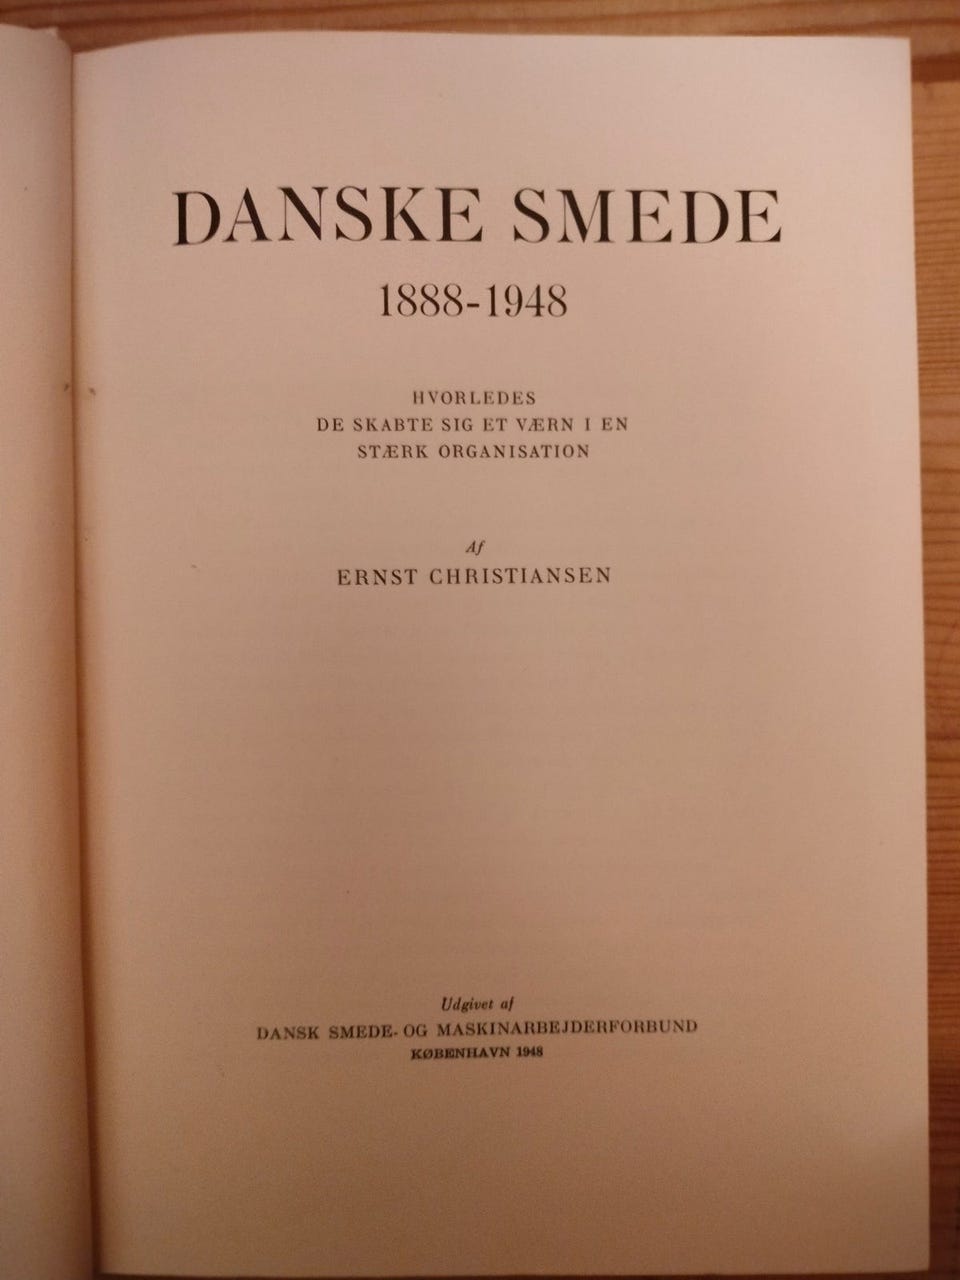 DANSKE SMEDE
1888-1948
HVORLEDES
DE SKABTE SIG ET VÆRN I EN
STÆRK ORGANISATION
Af
ERNST CHRISTIANSEN
Udgivet af
DANSK SMEDE- OG MASKINARBEJDERFORBUND
KØBENHAVN 1948